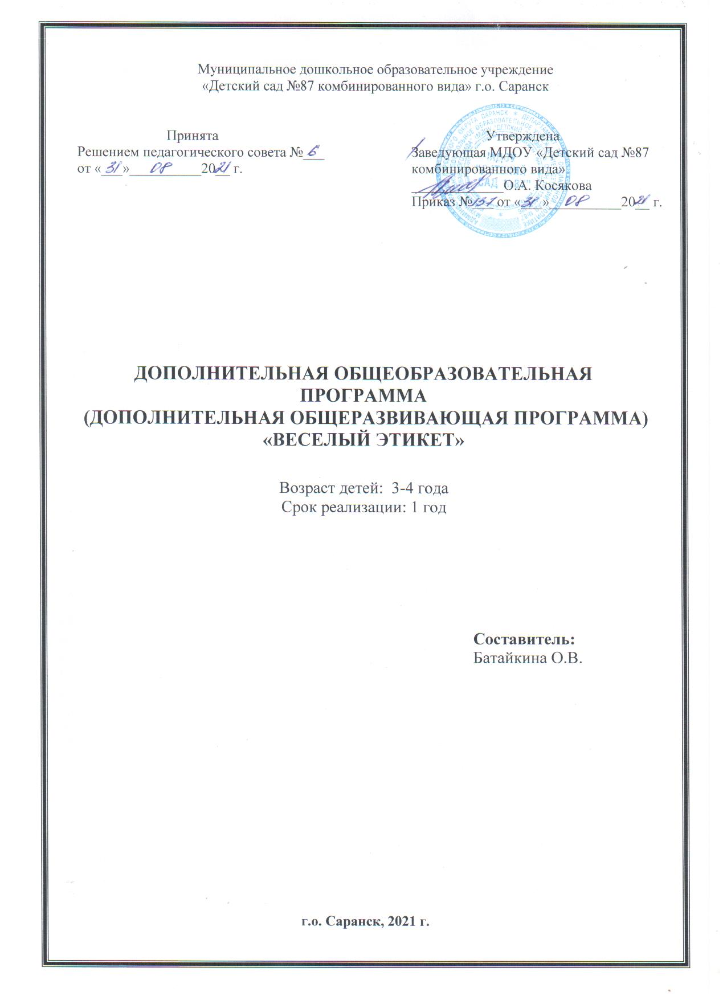 Муниципальное дошкольное образовательное учреждение
«Детский сад №87 комбинированного вида» г.о. Саранск
Принята
Решением педагогического совета № 6
от «31» 08 2021 г.
Утверждена
Заведующая МДОУ «Детский сад №87
комбинированного вида»
О.А. Косякова
Приказ № от «31» 08 2021 г.
ДОПОЛНИТЕЛЬНАЯ ОБЩЕОБРАЗОВАТЕЛЬНАЯ
ПРОГРАММА
(ДОПОЛНИТЕЛЬНАЯ ОБЩЕРАЗВИВАЮЩАЯ ПРОГРАММА)
«ВЕСЕЛЫЙ ЭТИКЕТ»
Возраст детей: 3-4 года
Срок реализации: 1 год
Составитель:
Батайкина О.В.
г.о. Саранск, 2021 г.